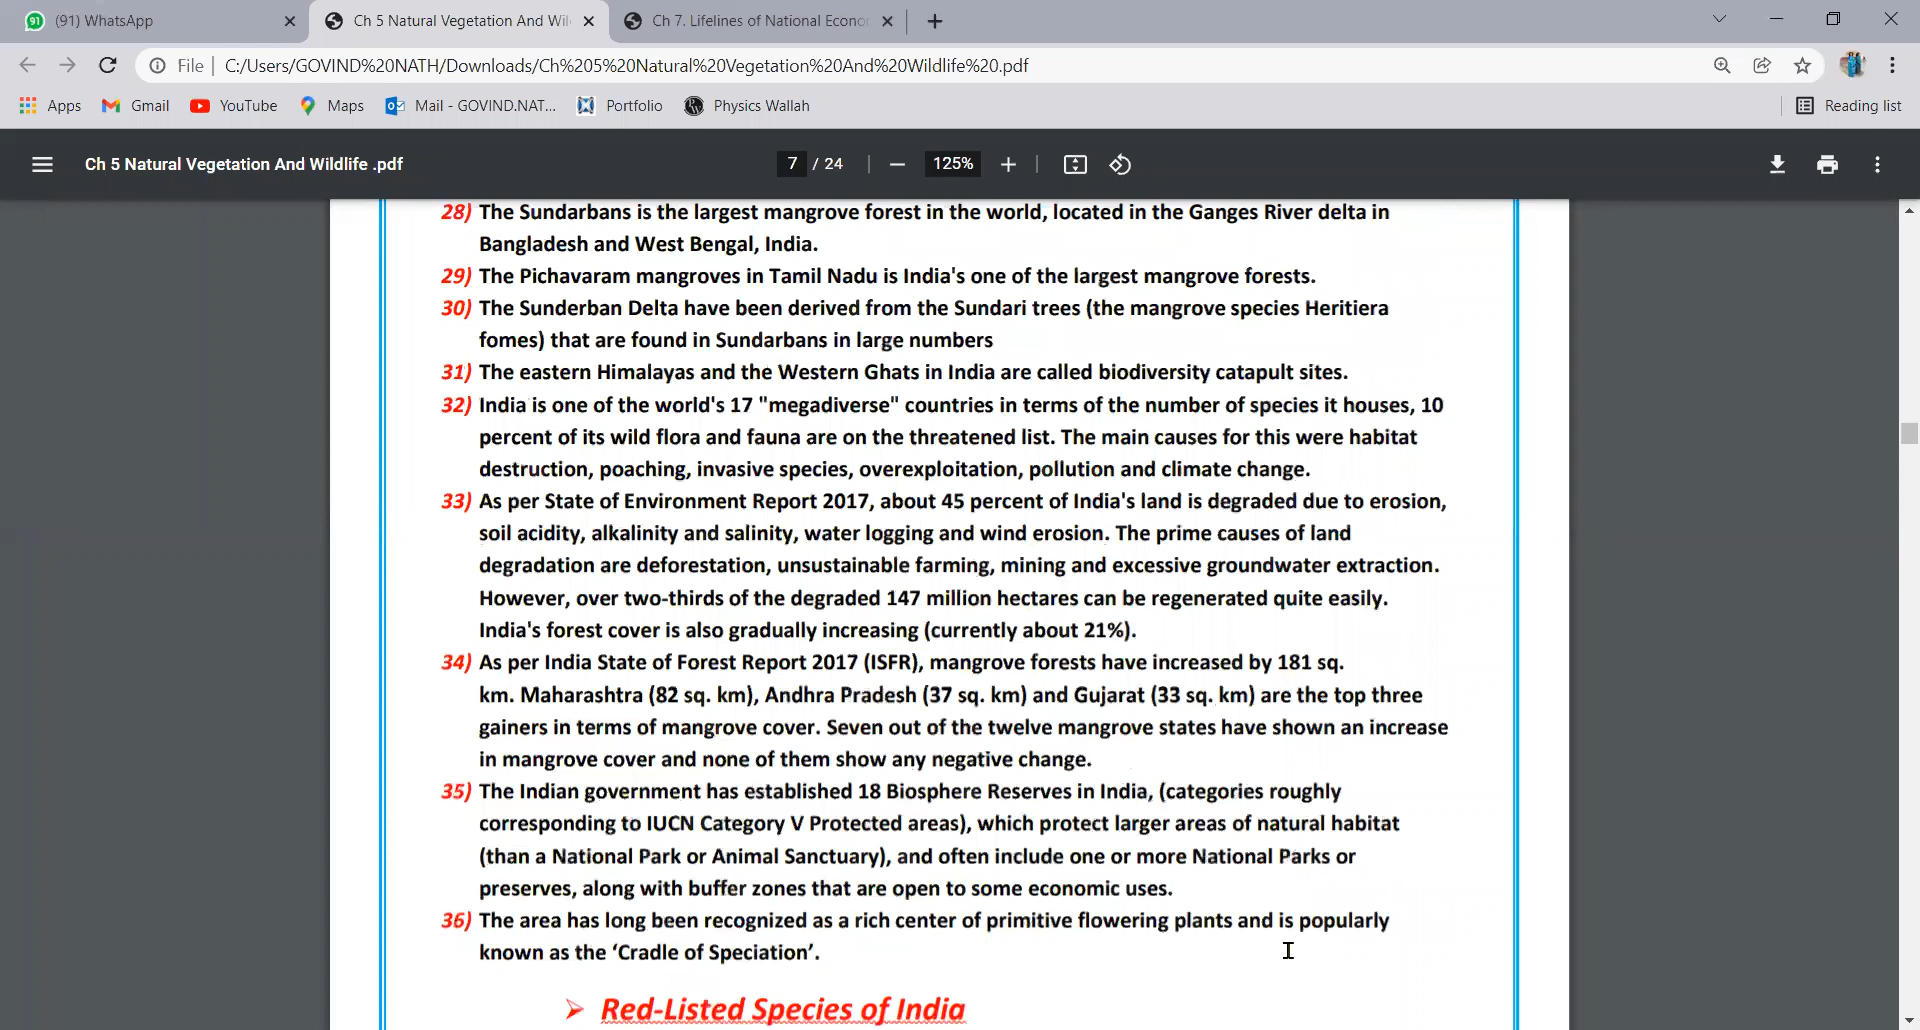 (91) WhatsApp
Ch 5 Natural Vegetation And Wil
Ch 7. Lifelines of National Econo
File
C:/Users/GOVIND%20NATH/Downloads/Ch%205%20Natural%20Vegetation%20And%20Wildlife%20.pdf
Apps
Gmail
YouTube
Maps
Mail - GOVIND.NAT...
Portfolio
Physics Wallah
Reading list
Ch 5 Natural Vegetation And Wildlife .pdf
7 / 24
125%
28) The Sundarbans is the largest mangrove forest in the world, located in the Ganges River delta in
Bangladesh and West Bengal, India.
29) The Pichavaram mangroves in Tamil Nadu is India's one of the largest mangrove forests.
30) The Sunderban Delta have been derived from the Sundari trees (the mangrove species Heritiera
fomes) that are found in Sundarbans in large numbers
31) The eastern Himalayas and the Western Ghats in India are called biodiversity catapult sites.
32) India is one of the world's 17 "megadiverse" countries in terms of the number of species it houses, 10
percent of its wild flora and fauna are on the threatened list. The main causes for this were habitat
destruction, poaching, invasive species, overexploitation, pollution and climate change.
33) As per State of Environment Report 2017, about 45 percent of India's land is degraded due to erosion,
soil acidity, alkalinity and salinity, water logging and wind erosion. The prime causes of land
degradation are deforestation, unsustainable farming, mining and excessive groundwater extraction.
However, over two-thirds of the degraded 147 million hectares can be regenerated quite easily.
India's forest cover is also gradually increasing (currently about 21%).
34) As per India State of Forest Report 2017 (ISFR), mangrove forests have increased by 181 sq.
km. Maharashtra (82 sq. km), Andhra Pradesh (37 sq. km) and Gujarat (33 sq. km) are the top three
gainers in terms of mangrove cover. Seven out of the twelve mangrove states have shown an increase
in mangrove cover and none of them show any negative change.
35) The Indian government has established 18 Biosphere Reserves in India, (categories roughly
corresponding to IUCN Category V Protected areas), which protect larger areas of natural habitat
(than a National Park or Animal Sanctuary), and often include one or more National Parks or
preserves, along with buffer zones that are open to some economic uses.
36) The area has long been recognized as a rich center of primitive flowering plants and is popularly
known as the ‘Cradle of Speciation’.
Red-Listed Species of India